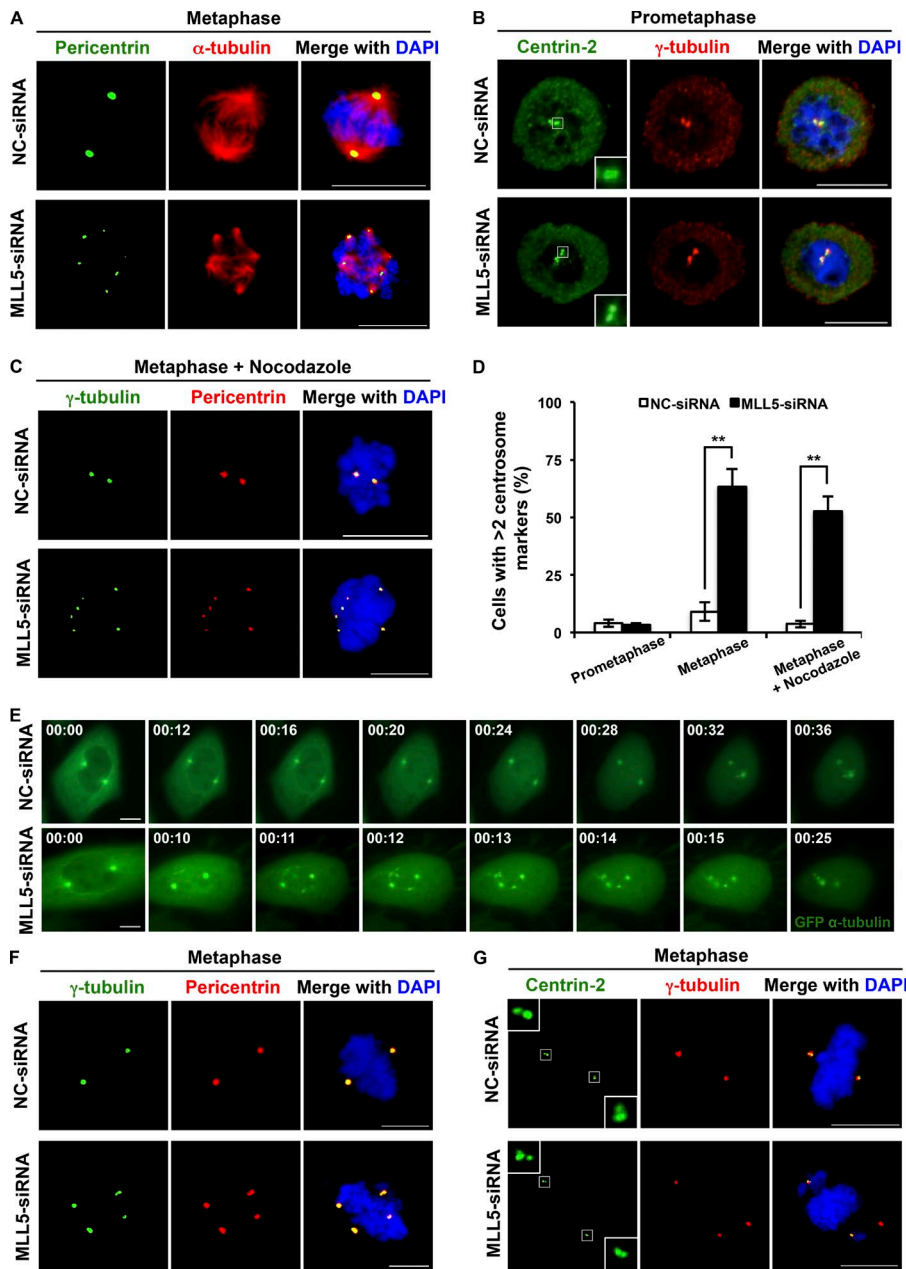 A
Metaphase
Pericentrin α-tubulin Merge with DAPI
NC-siRNA
MLL5-siRNA
B
Prometaphase
Centrin-2 γ-tubulin Merge with DAPI
NC-siRNA
MLL5-siRNA
C
Metaphase + Nocodazole
γ-tubulin Pericentrin Merge with DAPI
NC-siRNA
MLL5-siRNA
D
Cells with >2 centrosome
markers (%)
100
75
50
25
0
NC-siRNA MLL5-siRNA
**
**
Prometaphase
Metaphase
Metaphase
+ Nocodazole
E
NC-siRNA
00:00 00:12 00:16 00:20 00:24 00:28 00:32 00:36
MLL5-siRNA
00:00 00:10 00:11 00:12 00:13 00:14 00:15 00:25
GFP α-tubulin
F
Metaphase
γ-tubulin Pericentrin Merge with DAPI
NC-siRNA
MLL5-siRNA
G
Metaphase
Centrin-2 γ-tubulin Merge with DAPI
NC-siRNA
MLL5-siRNA